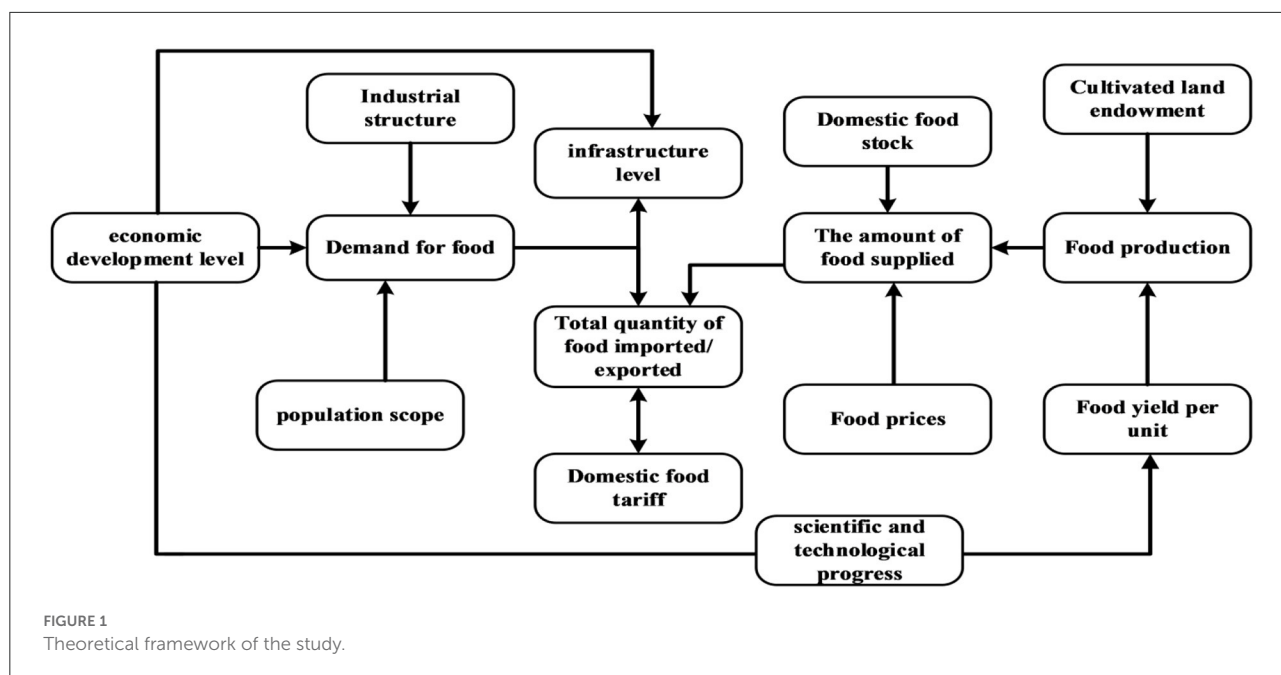 Industrial
structure
Cultivated land
endowment
Domestic food
stock
infrastructure
level
economic
development level
Demand for food
The amount of
food supplied
Food production
Total quantity of
food imported/
exported
population scope
Food prices
Food yield per
unit
Domestic food
tariff
scientific and
technological
progress
FIGURE 1
Theoretical framework of the study.